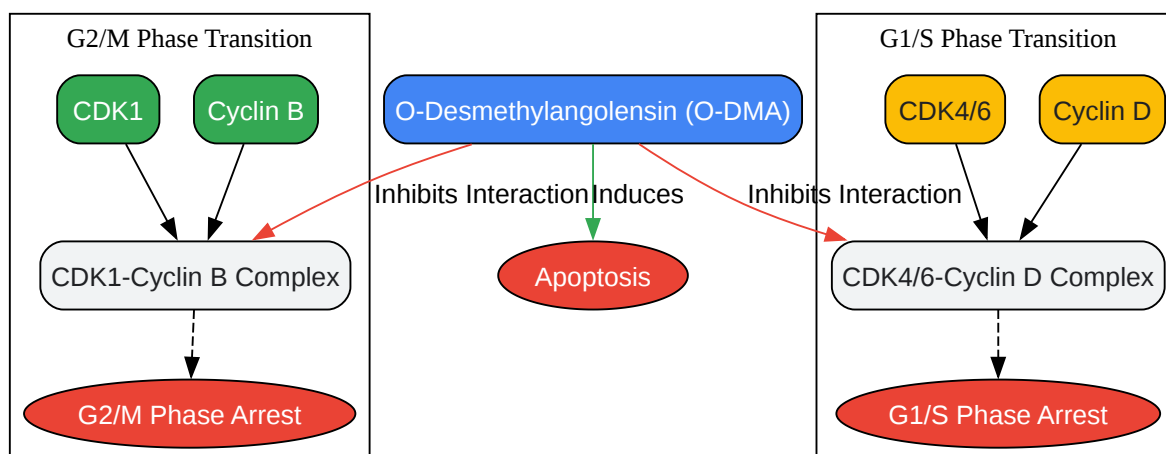 G2/M Phase Transition
G1/S Phase Transition
CDK1
Cyclin B
O-Desmethylangolensin (O-DMA)
CDK4/6
Cyclin D
Inhibits Interaction
Induces
Inhibits Interaction
CDK1-Cyclin B Complex
Apoptosis
CDK4/6-Cyclin D Complex
G2/M Phase Arrest
G1/S Phase Arrest